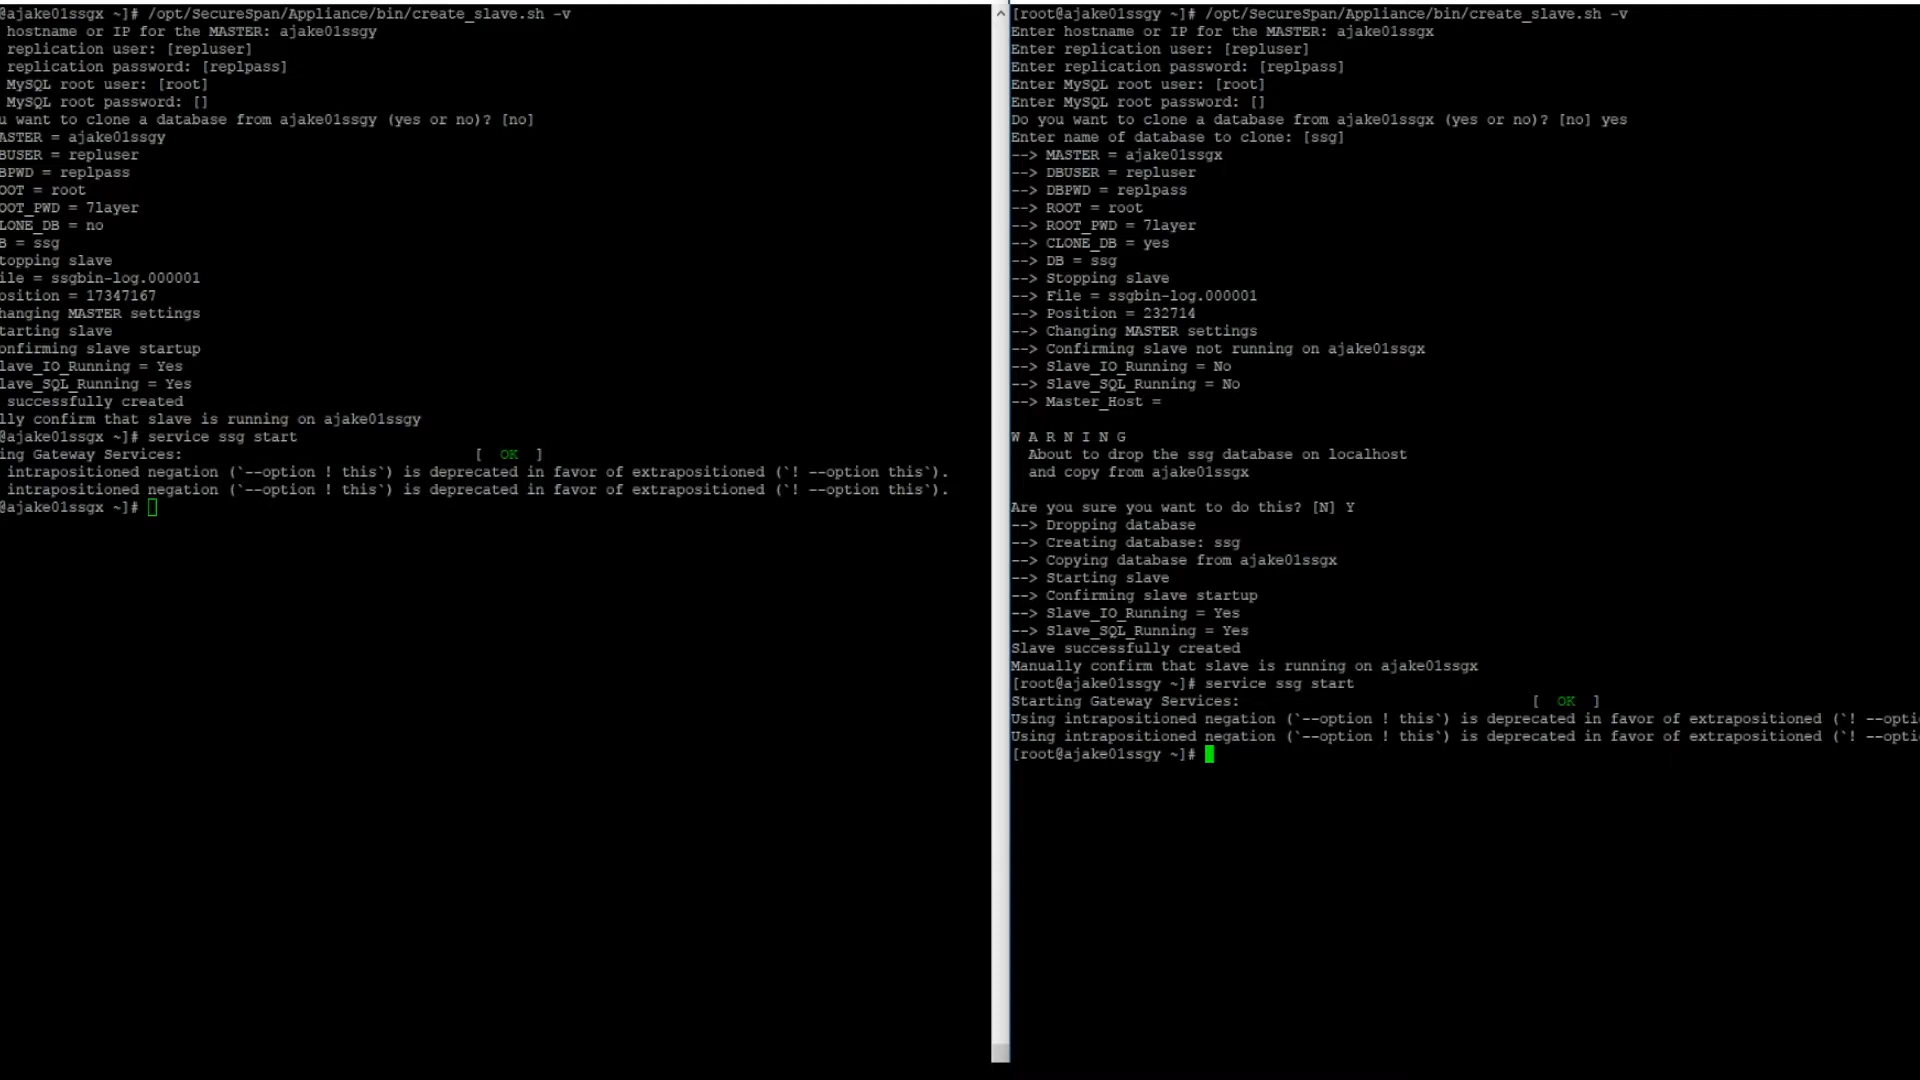 @ajake01ssgx ~]# /opt/SecureSpan/Appliance/bin/create_slave.sh -v
hostname or IP for the MASTER: ajake01ssgy
replication user: [repluser]
replication password: [replpass]
MySQL root user: [root]
MySQL root password: []
u want to clone a database from ajake01ssgy (yes or no)? [no]
ASTER = ajake01ssgy
BUSER = repluser
BPWD = replpass
OOT = root
OOT_PWD = 7layer
LONE_DB = no
B = ssg
topping slave
ile = ssgbin-log.000001
osition = 17347167
hanging MASTER settings
tarting slave
onfirming slave startup
lave_IO_Running = Yes
lave_SQL_Running = Yes
successfully created
lly confirm that slave is running on ajake01ssgy
@ajake01ssgx ~]# service ssg start
ing Gateway Services: [ OK ]
intrapositioned negation (`--option ! this`) is deprecated in favor of extrapositioned (`! --option this`).
intrapositioned negation (`--option ! this`) is deprecated in favor of extrapositioned (`! --option this`).
@ajake01ssgx ~]#
[root@ajake01ssgy ~]# /opt/SecureSpan/Appliance/bin/create_slave.sh -v
Enter hostname or IP for the MASTER: ajake01ssgx
Enter replication user: [repluser]
Enter replication password: [replpass]
Enter MySQL root user: [root]
Enter MySQL root password: []
Do you want to clone a database from ajake01ssgx (yes or no)? [no] yes
Enter name of database to clone: [ssg]
--> MASTER = ajake01ssgx
--> DBUSER = repluser
--> DBPWD = replpass
--> ROOT = root
--> ROOT_PWD = 7layer
--> CLONE_DB = yes
--> DB = ssg
--> Stopping slave
--> File = ssgbin-log.000001
--> Position = 232714
--> Changing MASTER settings
--> Confirming slave not running on ajake01ssgx
--> Slave_IO_Running = No
--> Slave_SQL_Running = No
--> Master_Host =
W A R N I N G
About to drop the ssg database on localhost
and copy from ajake01ssgx
Are you sure you want to do this? [N] Y
--> Dropping database
--> Creating database: ssg
--> Copying database from ajake01ssgx
--> Starting slave
--> Confirming slave startup
--> Slave_IO_Running = Yes
--> Slave_SQL_Running = Yes
Slave successfully created
Manually confirm that slave is running on ajake01ssgx
[root@ajake01ssgy ~]# service ssg start
Starting Gateway Services: [ OK ]
Using intrapositioned negation (`--option ! this`) is deprecated in favor of extrapositioned (`! --opti
Using intrapositioned negation (`--option ! this`) is deprecated in favor of extrapositioned (`! --opti
[root@ajake01ssgy ~]#